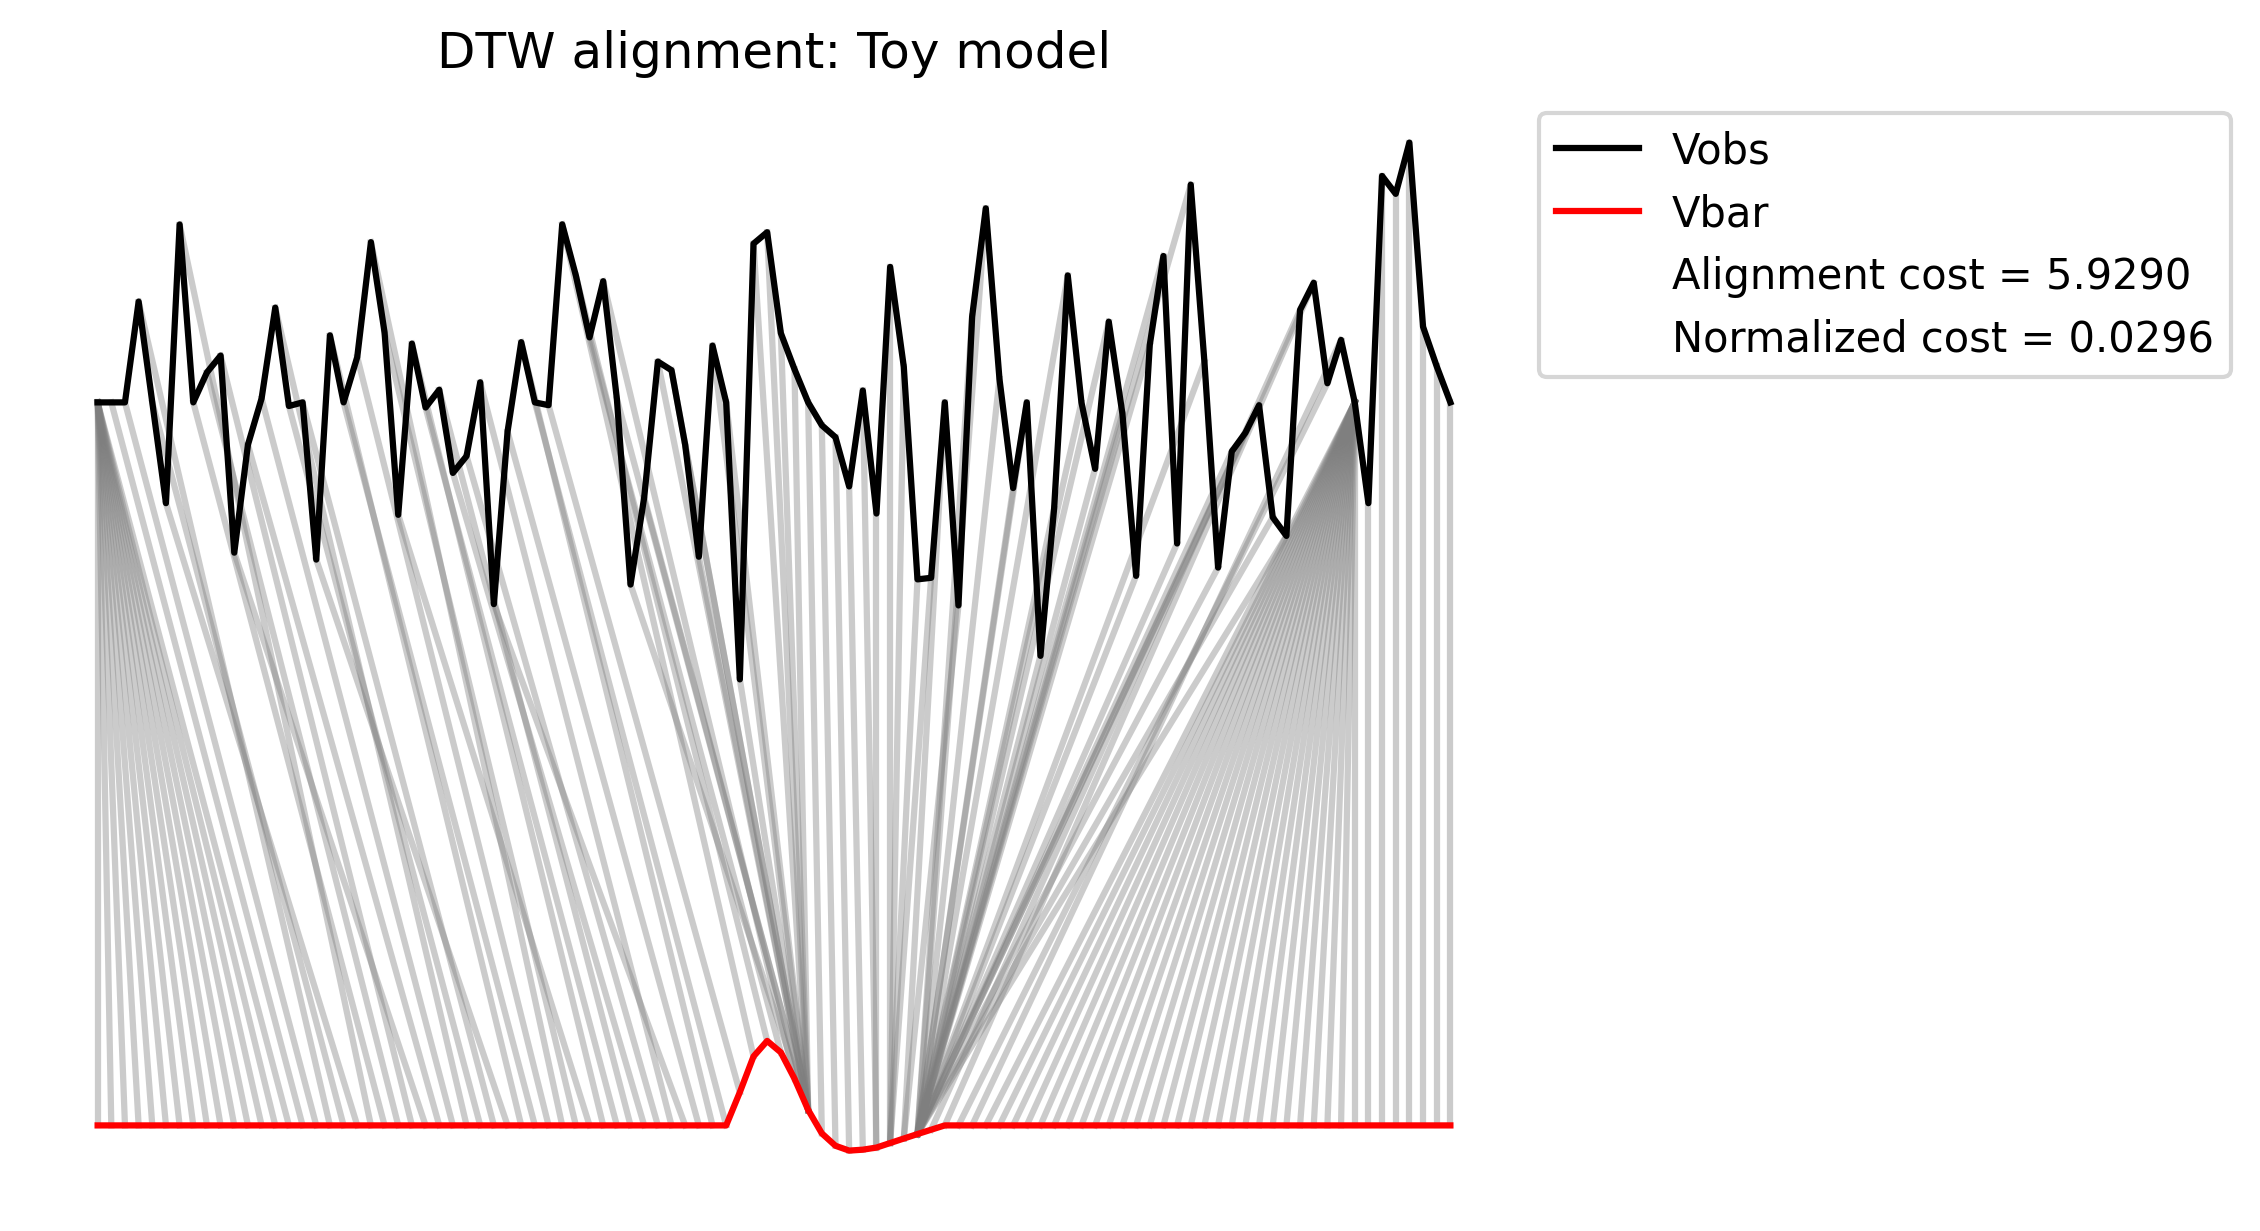 DTW alignment: Toy model
Vobs
Vbar
Alignment cost = 5.9290
Normalized cost = 0.0296